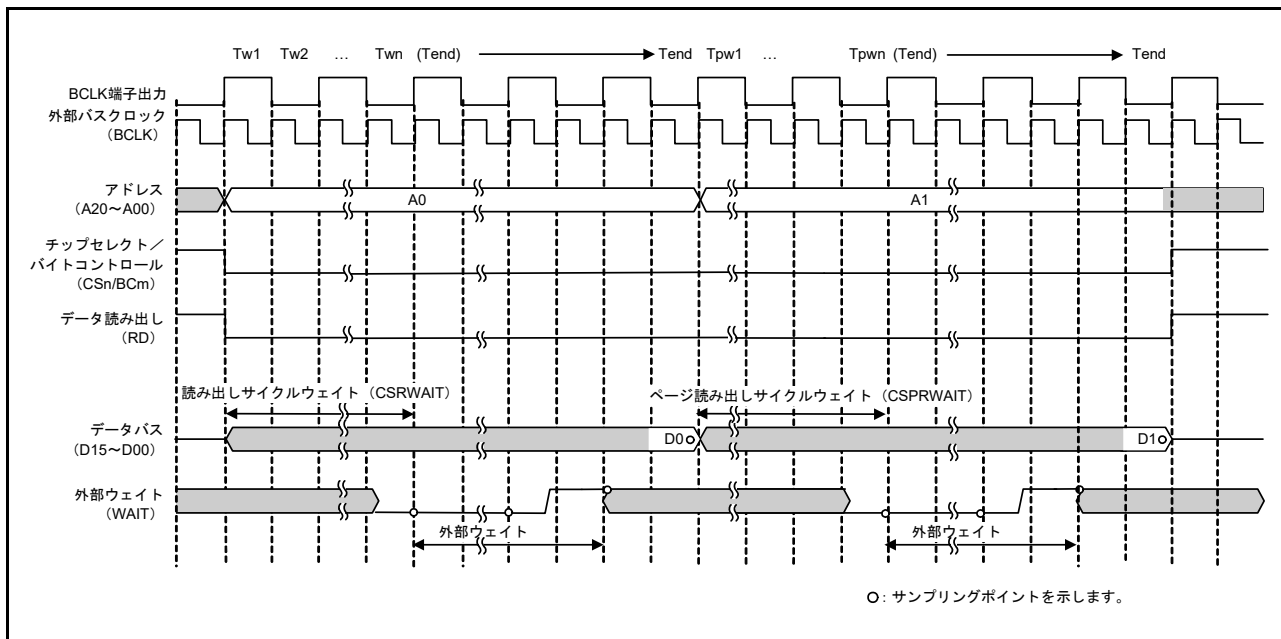 Tw1 Tw2 … Twn (Tend) Tend Tpw1 … Tpwn (Tend) Tend
BCLK端子出力
外部バスクロック
(BCLK)
アドレス
(A20～A00)
A0 A1
チップセレクト／
バイトコントロール
(CSn/BCm)
データ読み出し
(RD)
読み出しサイクルウェイト（CSRWAIT） ページ読み出しサイクルウェイト（CSPRWAIT）
データバス
(D15～D00)
D0 D1
外部ウェイト
(WAIT)
外部ウェイト 外部ウェイト
：サンプリングポイントを示します。